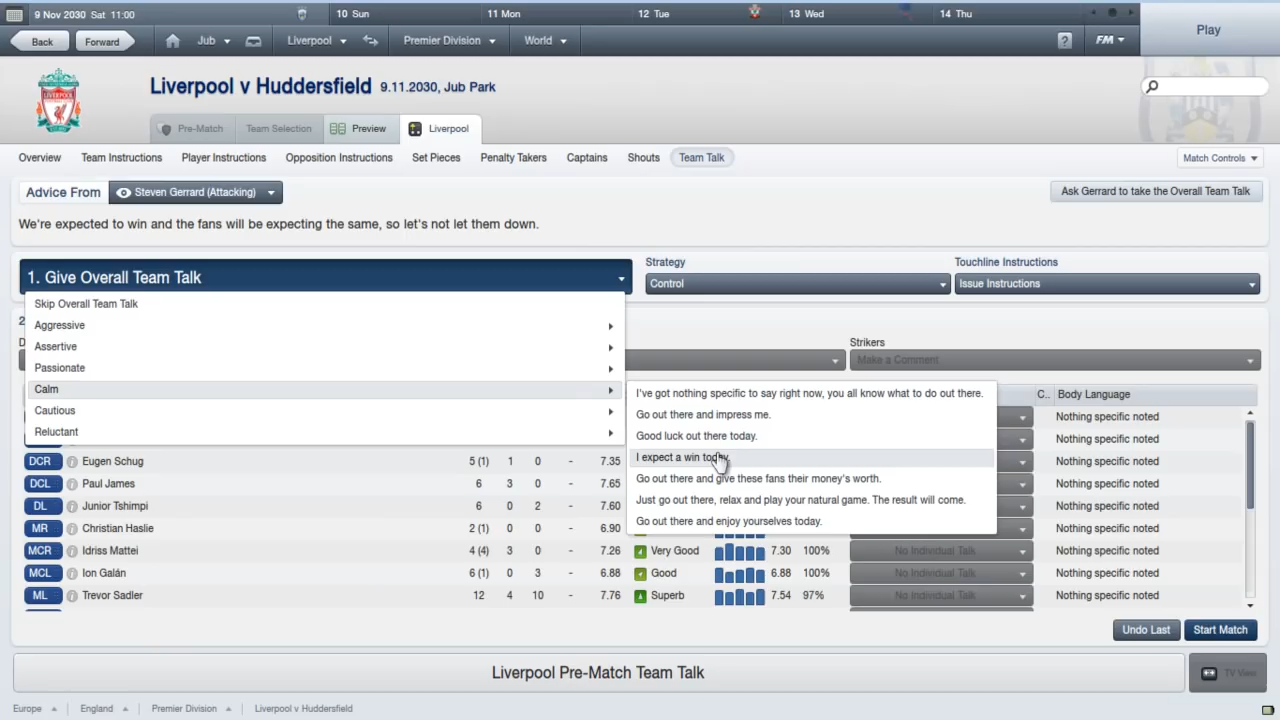 9 Nov 2030 Sat 11:00 10 Sun 11 Mon 12 Tue 13 Wed 14 Thu
Play
Back Forward Jub Liverpool Premier Division World ? FM
Liverpool v Huddersfield 9.11.2030, Jub Park
Pre-Match Team Selection Preview Liverpool
Overview Team Instructions Player Instructions Opposition Instructions Set Pieces Penalty Takers Captains Shouts Team Talk Match Controls
Advice From Steven Gerrard (Attacking) Ask Gerrard to take the Overall Team Talk
We're expected to win and the fans will be expecting the same, so let's not let them down.
1. Give Overall Team Talk
Strategy
Control
Touchline Instructions
Issue Instructions
Skip Overall Team Talk
Aggressive
Assertive
Passionate
Calm
Cautious
Reluctant
2
D
Strikers
Make a Comment
I've got nothing specific to say right now, you all know what to do out there.
Go out there and impress me.
Good luck out there today.
I expect a win today.
Go out there and give these fans their money's worth.
Just go out there, relax and play your natural game. The result will come.
Go out there and enjoy yourselves today.
C.. Body Language
Nothing specific noted
Nothing specific noted
DCR Eugen Schug 5 (1) 1 0 - 7.35 Nothing specific noted
DCL Paul James 6 3 0 - 7.65 Nothing specific noted
DL Junior Tshimpi 6 0 2 - 7.60 Nothing specific noted
MR Christian Haslie 2 (1) 0 0 - 6.90 Nothing specific noted
MCR Idriss Mattei 4 (4) 3 0 - 7.26 Very Good 7.30 100% No Individual Talk Nothing specific noted
MCL Ion Galán 6 (1) 0 3 - 6.88 Good 6.88 100% No Individual Talk Nothing specific noted
ML Trevor Sadler 12 4 10 - 7.76 Superb 7.54 97% No Individual Talk Nothing specific noted
Undo Last Start Match
Liverpool Pre-Match Team Talk
TV View
Europe England Premier Division Liverpool v Huddersfield